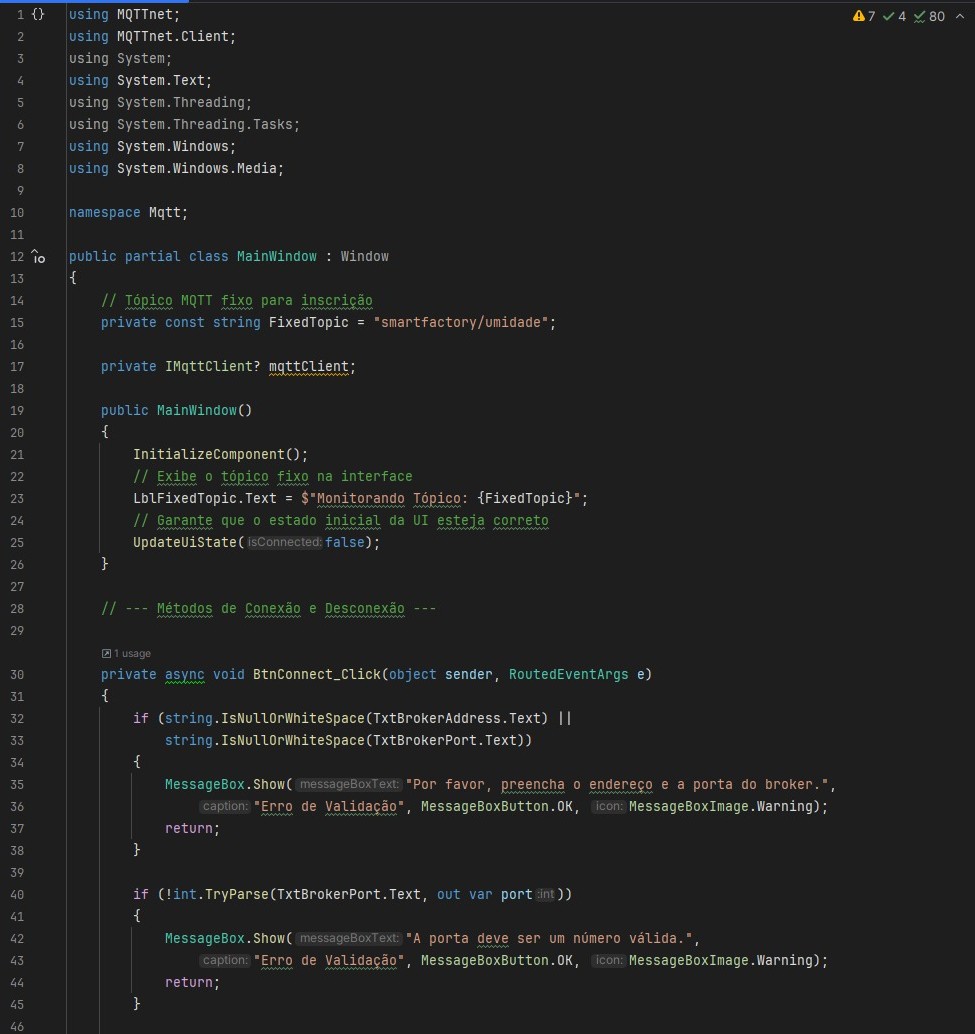 7 4 80
1 {} using MQTTnet;
2 using MQTTnet.Client;
3 using System;
4 using System.Text;
5 using System.Threading;
6 using System.Threading.Tasks;
7 using System.Windows;
8 using System.Windows.Media;
9
10 namespace Mqtt;
11
12 public partial class MainWindow : Window
13 {
14 // Tópico MQTT fixo para inscrição
15 private const string FixedTopic = "smartfactory/umidade";
16
17 private IMqttClient? mqttClient;
18
19 public MainWindow()
20 {
21 InitializeComponent();
22 // Exibe o tópico fixo na interface
23 LblFixedTopic.Text = $"Monitorando Tópico: {FixedTopic}";
24 // Garante que o estado inicial da UI esteja correto
25 UpdateUiState(isConnected:false);
26 }
27
28 // --- Métodos de Conexão e Desconexão ---
29
1 usage
30 private async void BtnConnect_Click(object sender, RoutedEventArgs e)
31 {
32 if (string.IsNullOrWhiteSpace(TxtBrokerAddress.Text) ||
33 string.IsNullOrWhiteSpace(TxtBrokerPort.Text))
34 {
35 MessageBox.Show(messageBoxText:"Por favor, preencha o endereço e a porta do broker.",
36 caption:"Erro de Validação", MessageBoxButton.OK, icon:MessageBoxImage.Warning);
37 return;
38 }
39
40 if (!int.TryParse(TxtBrokerPort.Text, out var port:int))
41 {
42 MessageBox.Show(messageBoxText:"A porta deve ser um número válida.",
43 caption:"Erro de Validação", MessageBoxButton.OK, icon:MessageBoxImage.Warning);
44 return;
45 }
46